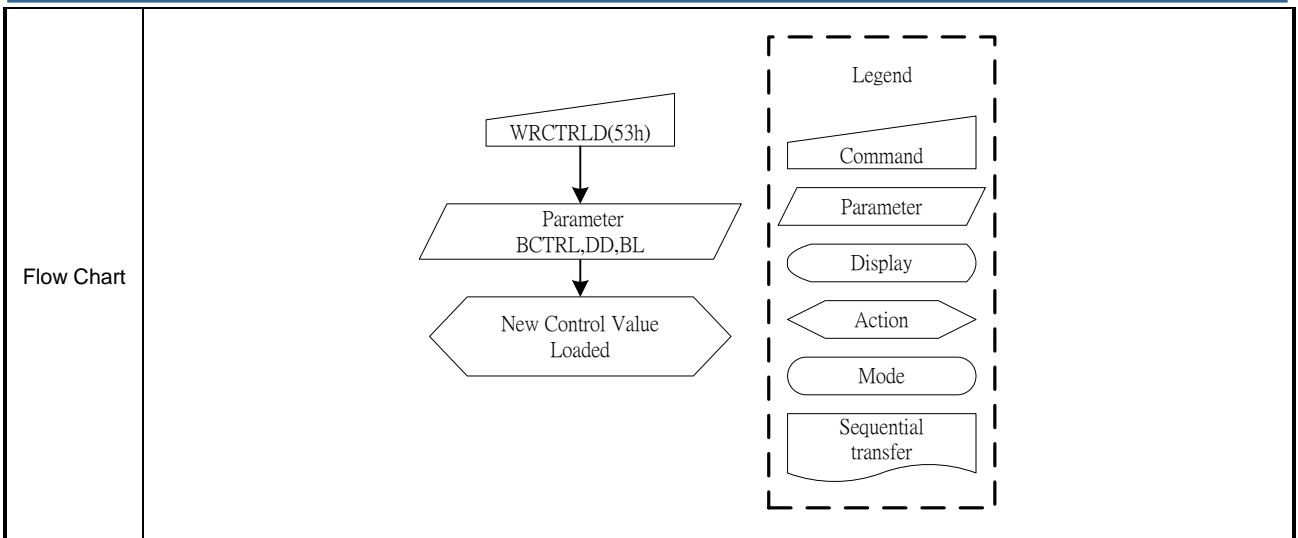 Flow Chart
WRCTRLD(53h)
Parameter
BCTRL,DD,BL
New Control Value
Loaded
Legend
Command
Parameter
Display
Action
Mode
Sequential
transfer